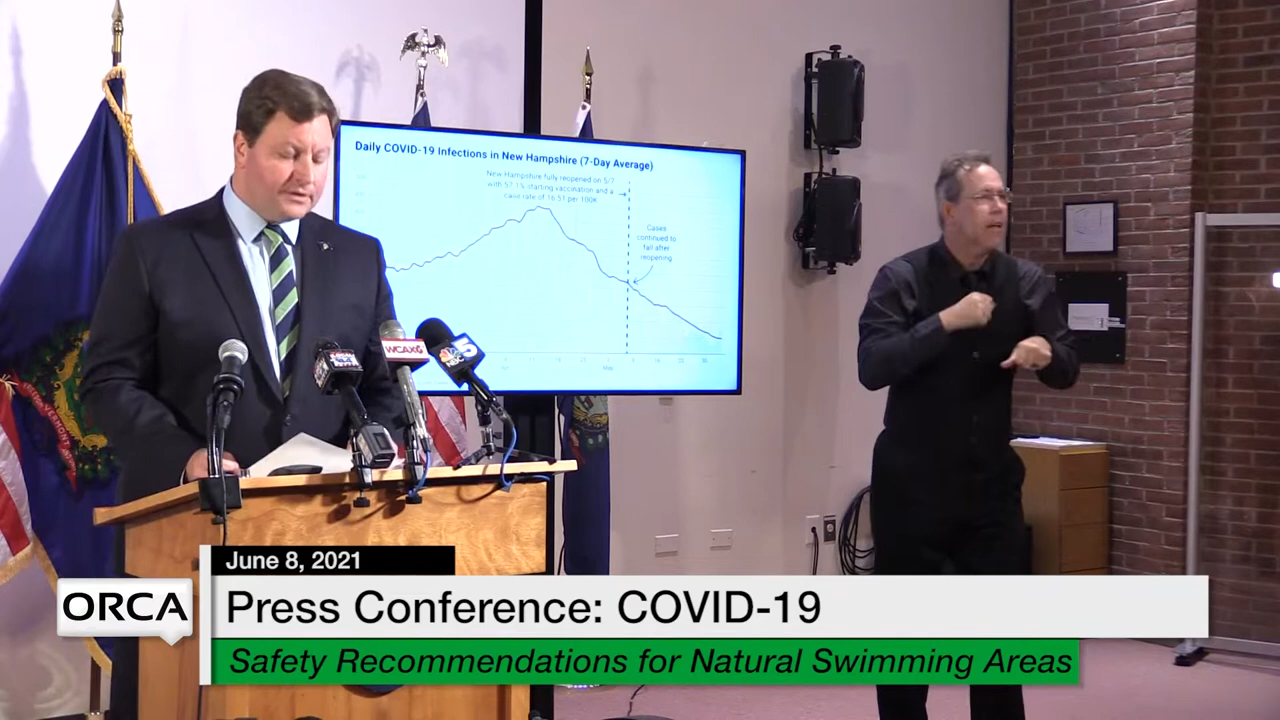 Daily COVID-19 Infections in New Hampshire (7-Day Average)
New Hampshire fully reopened on 5/7
with 57.1% starting vaccination and a
case rate of 16.51 per 100K
Cases
continued to
fall after
reopening
WCAX
NBC 5
VERMONT
June 8, 2021
ORCA
Press Conference: COVID-19
Safety Recommendations for Natural Swimming Areas